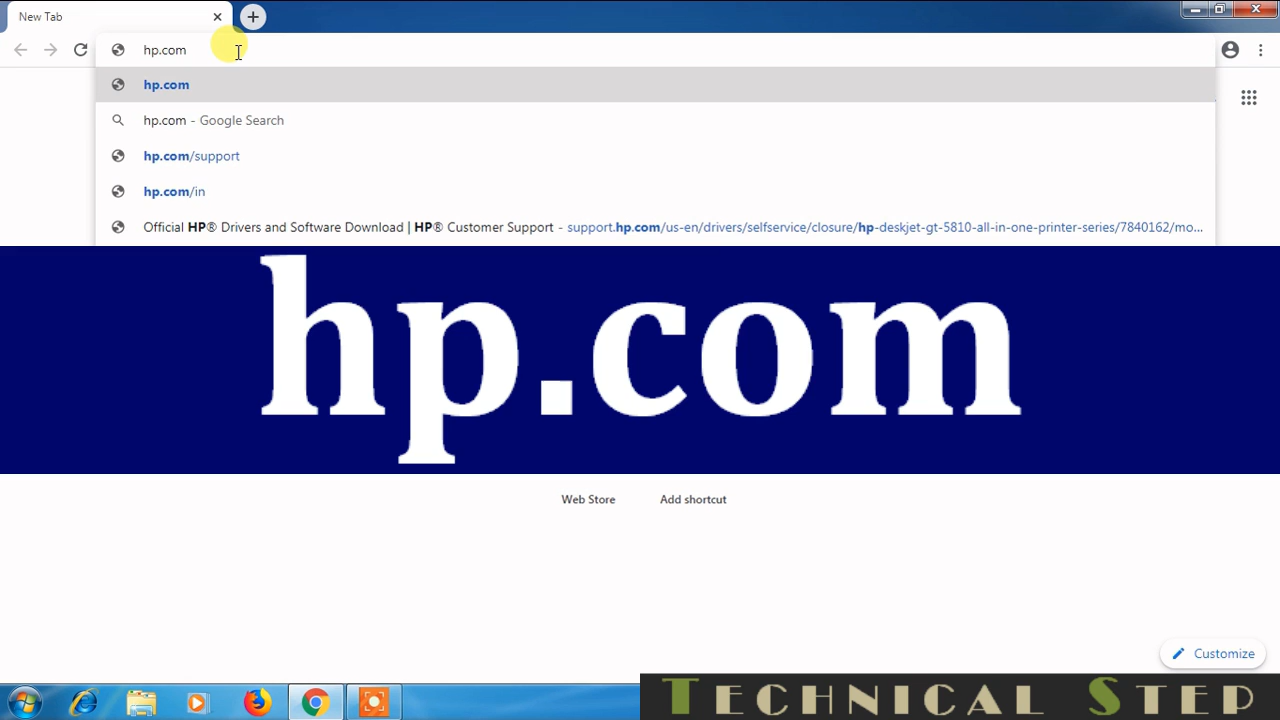 New Tab
hp.com
hp.com
hp.com - Google Search
hp.com/support
hp.com/in
Official HP® Drivers and Software Download | HP® Customer Support - support.hp.com/us-en/drivers/selfservice/closure/hp-deskjet-gt-5810-all-in-one-printer-series/7840162/mo...
hp.com
Web Store Add shortcut
Customize
TECHNICAL STEP